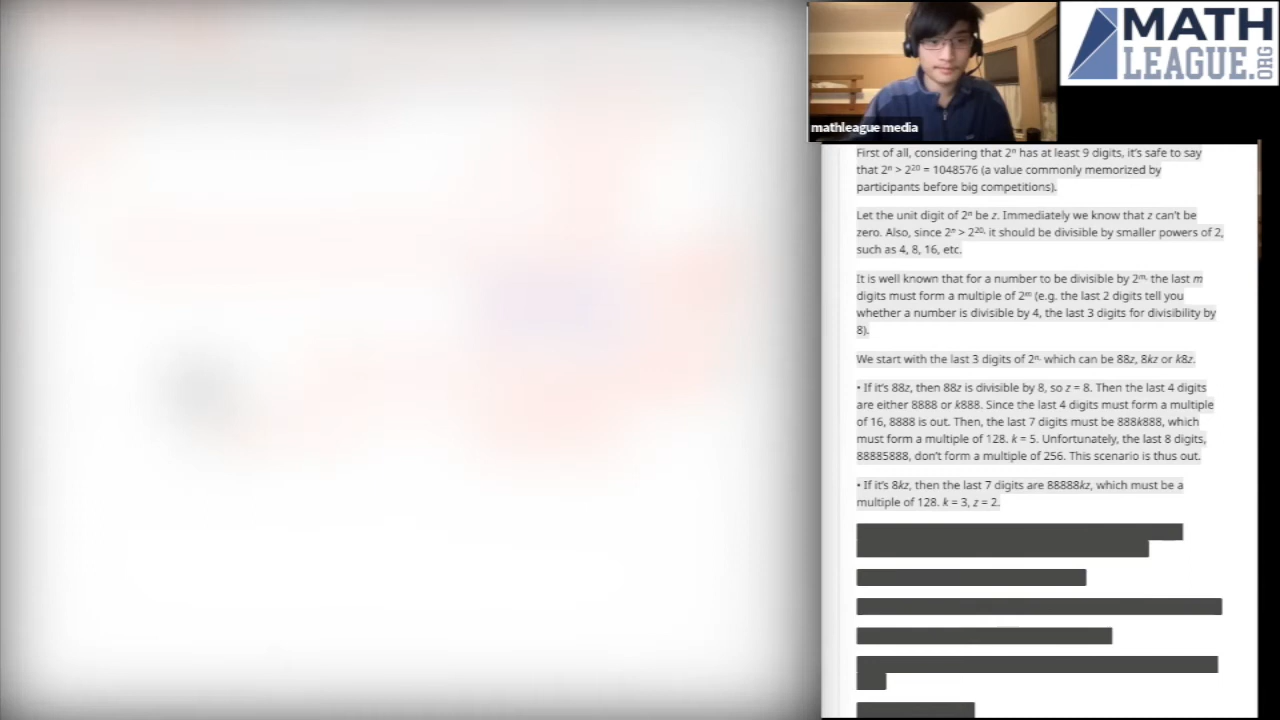 MATH
LEAGUE.ORG
mathleague media
First of all, considering that 2ⁿ has at least 9 digits, it's safe to say
that 2ⁿ > 2²⁰ = 1048576 (a value commonly memorized by
participants before big competitions).
Let the unit digit of 2ⁿ be z. Immediately we know that z can't be
zero. Also, since 2ⁿ > 2²⁰, it should be divisible by smaller powers of 2,
such as 4, 8, 16, etc.
It is well known that for a number to be divisible by 2ᵐ, the last m
digits must form a multiple of 2ᵐ (e.g. the last 2 digits tell you
whether a number is divisible by 4, the last 3 digits for divisibility by
8).
We start with the last 3 digits of 2ⁿ, which can be 88z, 8kz or k8z.
• If it's 88z, then 88z is divisible by 8, so z = 8. Then the last 4 digits
are either 8888 or k888. Since the last 4 digits must form a multiple
of 16, 8888 is out. Then, the last 7 digits must be 888k888, which
must form a multiple of 128. k = 5. Unfortunately, the last 8 digits,
88885888, don't form a multiple of 256. This scenario is thus out.
• If it's 8kz, then the last 7 digits are 88888kz, which must be a
multiple of 128. k = 3, z = 2.